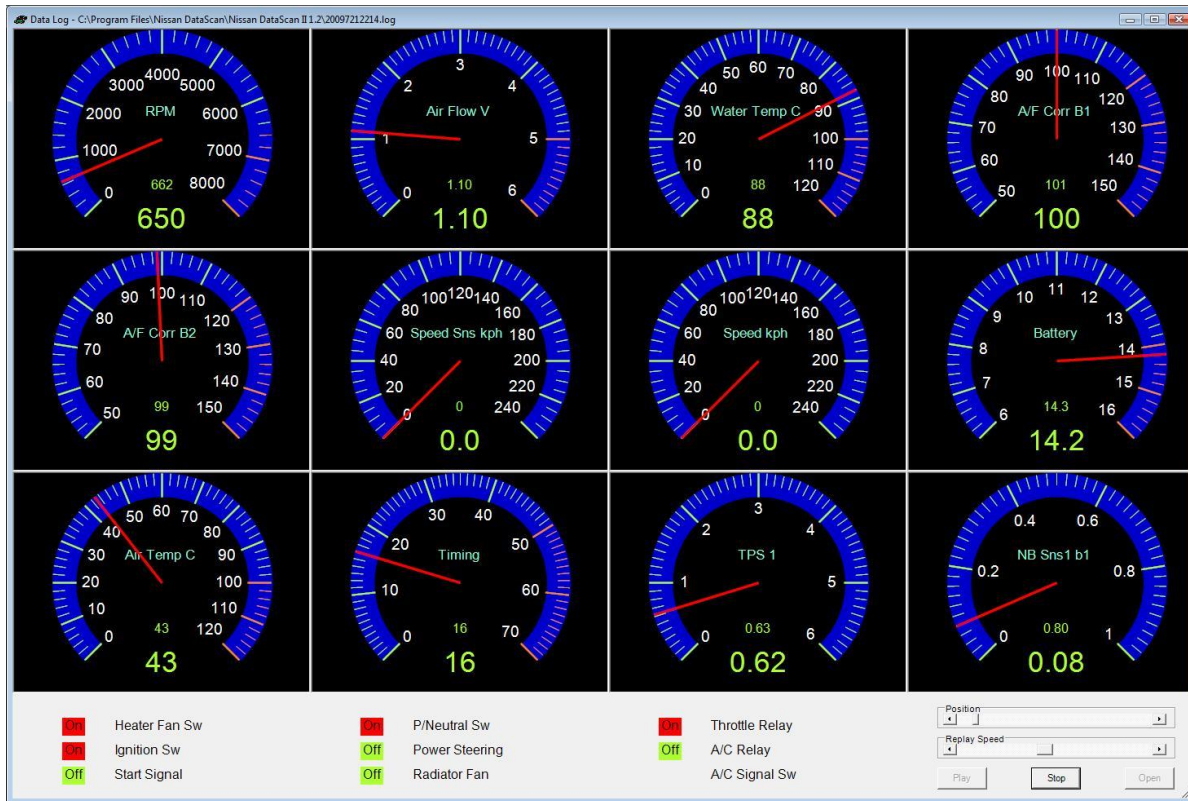 Data Log - C:\Program Files\Nissan DataScan\Nissan DataScan II 1.2\20097212214.log
0 1000 2000 3000 4000 5000 6000 7000 8000
RPM
662
650
0 1 2 3 4 5 6
Air Flow V
1.10
1.10
0 10 20 30 40 50 60 70 80 90 100 110 120
Water Temp C
88
88
50 60 70 80 90 100 110 120 130 140 150
A/F Corr B1
101
100
50 60 70 80 90 100 110 120 130 140 150
A/F Corr B2
99
99
0 20 40 60 80 100 120 140 160 180 200 220 240
Speed Sns kph
0
0.0
0 20 40 60 80 100 120 140 160 180 200 220 240
Speed kph
0
0.0
6 7 8 9 10 11 12 13 14 15 16
Battery
14.3
14.2
0 10 20 30 40 50 60 70 80 90 100 110 120
Air Temp C
43
43
0 10 20 30 40 50 60 70
Timing
16
16
0 1 2 3 4 5 6
TPS 1
0.63
0.62
0 0.2 0.4 0.6 0.8 1
NB Sns1 b1
0.80
0.08
On Heater Fan Sw
On Ignition Sw
Off Start Signal
On P/Neutral Sw
Off Power Steering
Off Radiator Fan
On Throttle Relay
Off A/C Relay
A/C Signal Sw
Position
Replay Speed
Play Stop Open